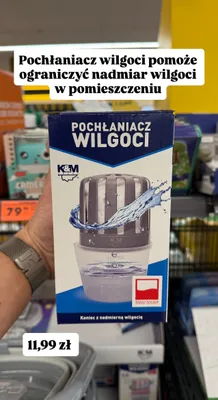 Pochłaniacz wilgoci pomoże
ograniczyć nadmiar wilgoci
w pomieszczeniu
POCHŁANIACZ
WILGOCI
K&M
79
K&M
Koniec z nadmierną wilgocią
11,99 zł